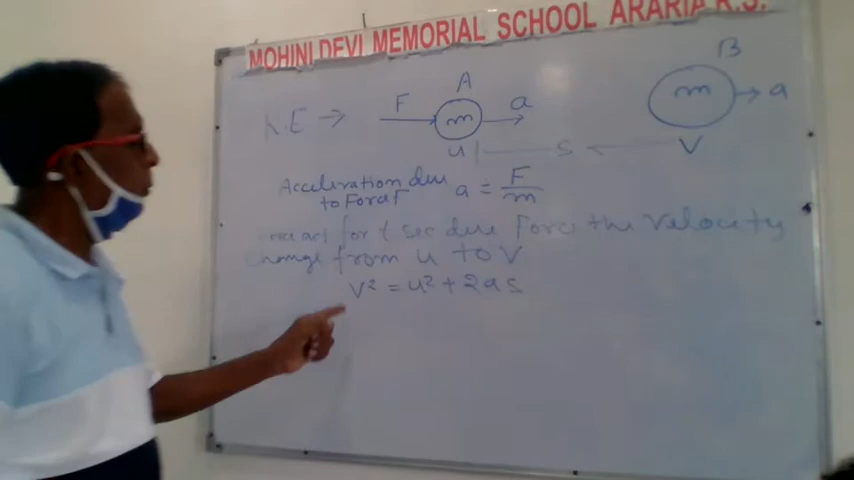 MOHINI DEVI MEMORIAL SCHOOL ARARIA R.S.
A
B
K.E → F m a
m → a
u s V
Acceleration due
to Force F a = F/m
act for t sec due Force the Velocity
change from u to V
V² = u² + 2as